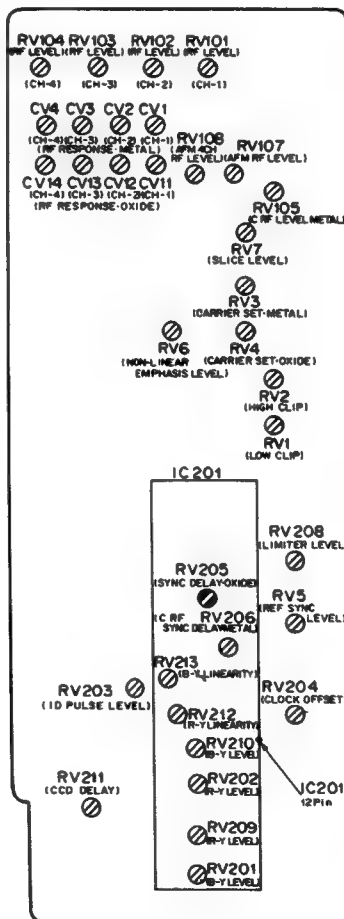 RV104 RV103 RV102 RV101
(RF LEVEL) (RF LEVEL) (RF LEVEL) (RF LEVEL)
(CH-4) (CH-3) (CH-2) (CH-1)
CV4 CV3 CV2 CV1
(CH-4) (CH-3) (CH-2) (CH-1)
(RF RESPONSE-METAL)
RV108 RV107
(AFM 4CH RF LEVEL) (AFM RF LEVEL)
CV14 CV13 CV12 CV11
(CH-4) (CH-3) (CH-2) (CH-1)
(RF RESPONSE-OXIDE)
RV105
(C RF LEVEL METAL)
RV7
(SLICE LEVEL)
RV3
(CARRIER SET-METAL)
RV6
(NON-LINEAR
EMPHASIS LEVEL)
RV4
(CARRIER SET-OXIDE)
RV2
(HIGH CLIP)
RV1
(LOW CLIP)
IC201
RV208
(LIMITER LEVEL)
RV205
(SYNC DELAY-OXIDE)
RV5
(REF SYNC
LEVEL)
RV206
(C RF
SYNC DELAY-METAL)
RV213
(B-Y LINEARITY)
RV203
(ID PULSE LEVEL)
RV204
(CLOCK OFFSET)
RV212
(R-Y LINEARITY)
RV210
(B-Y LEVEL)
RV211
(CCD DELAY)
RV202
(R-Y LEVEL)
IC201
12Pin
RV209
(R-Y LEVEL)
RV201
(B-Y LEVEL)